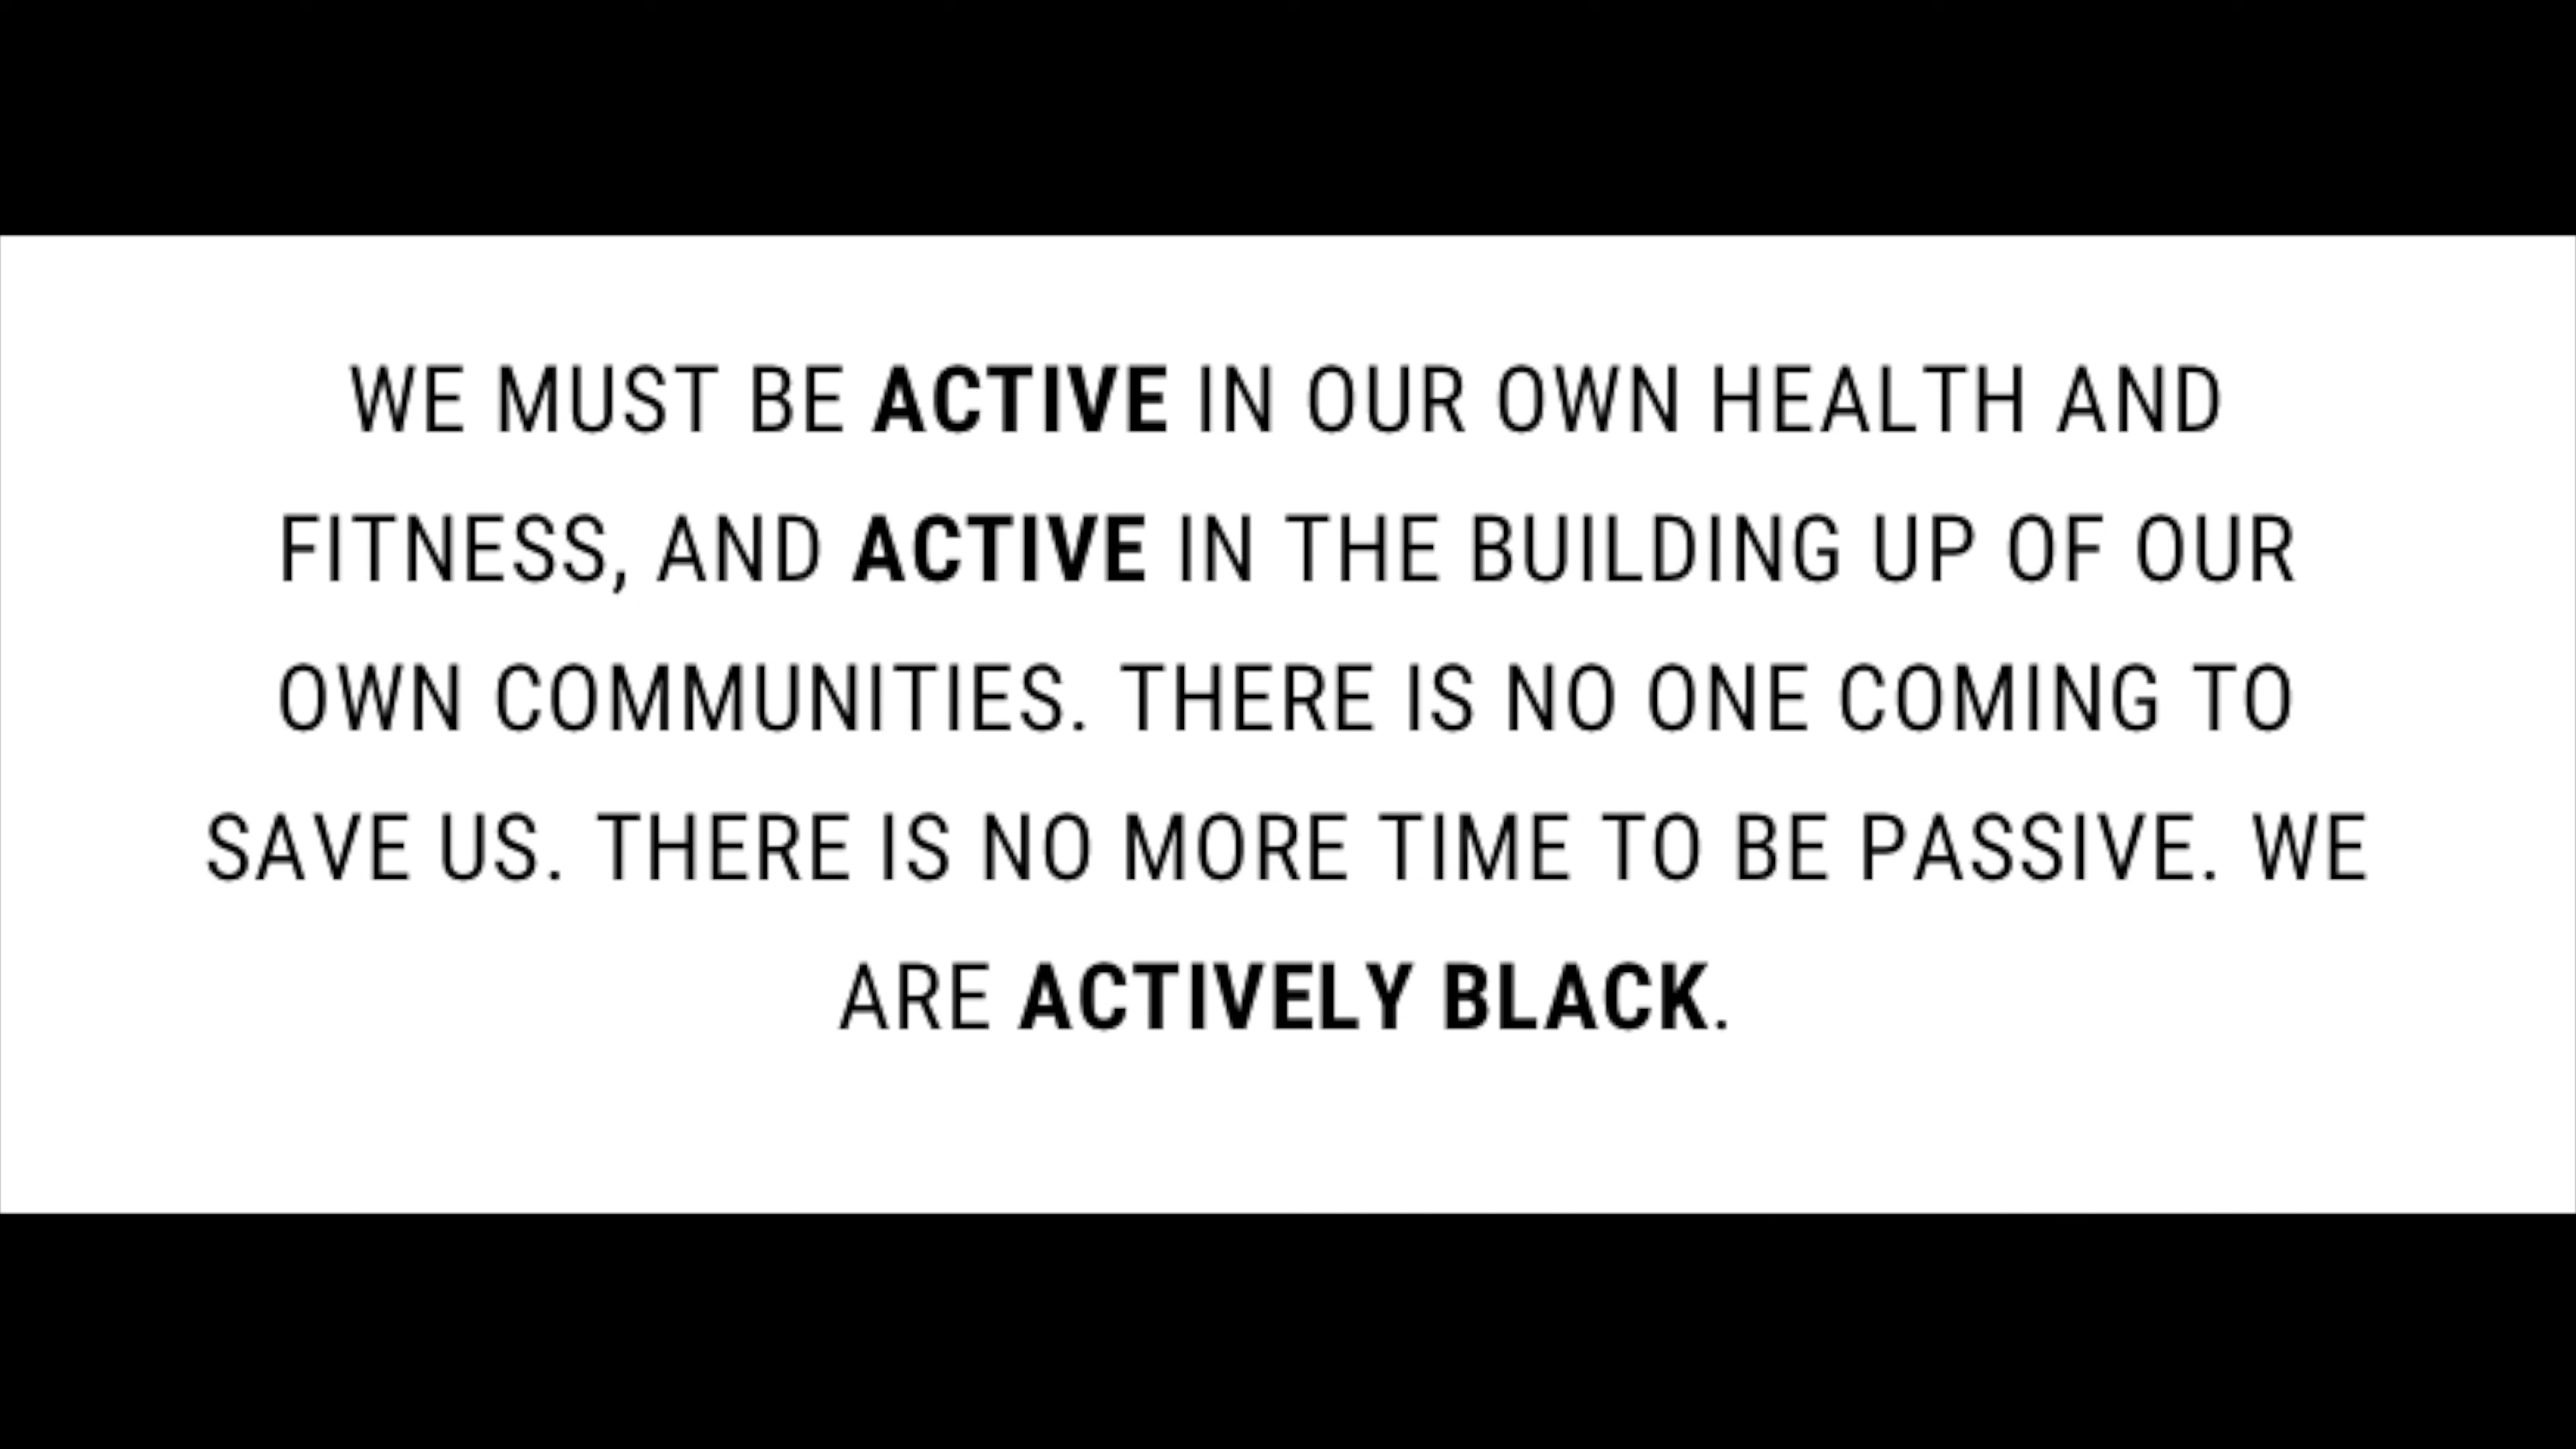 WE MUST BE ACTIVE IN OUR OWN HEALTH AND
FITNESS, AND ACTIVE IN THE BUILDING UP OF OUR
OWN COMMUNITIES. THERE IS NO ONE COMING TO
SAVE US. THERE IS NO MORE TIME TO BE PASSIVE. WE
ARE ACTIVELY BLACK.